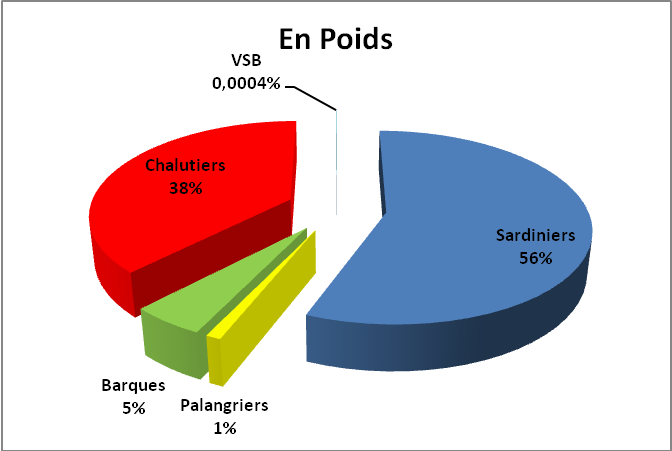 En Poids
VSB
0,0004%
Chalutiers
38%
Sardiniers
56%
Barques
5%
Palangriers
1%